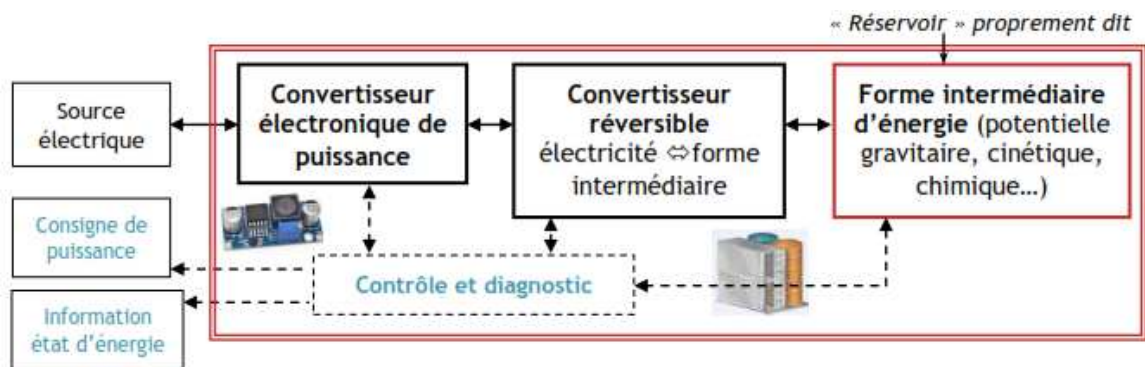 « Réservoir » proprement dit
Source
électrique
Convertisseur
électronique de
puissance
Convertisseur
réversible
électricité ⇔forme
intermédiaire
Forme intermédiaire
d’énergie (potentielle
gravitaire, cinétique,
chimique…)
Consigne de
puissance
Contrôle et diagnostic
Information
état d’énergie